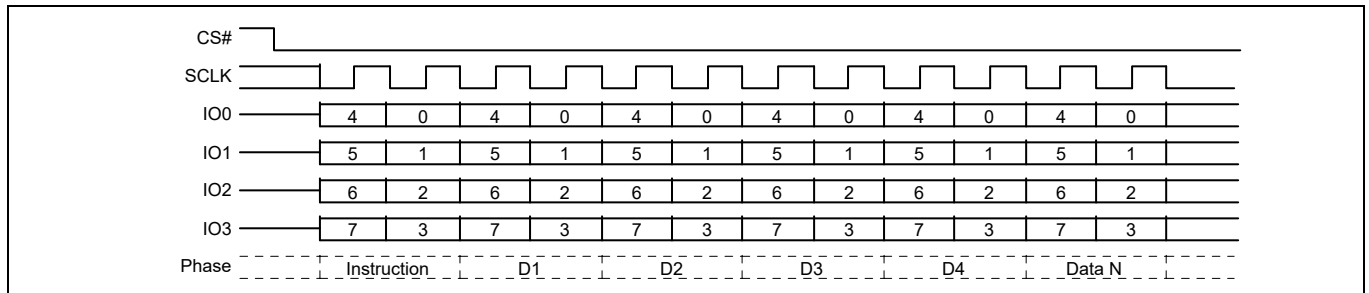 CS#
SCLK
IO0 4 0 4 0 4 0 4 0 4 0 4 0
IO1 5 1 5 1 5 1 5 1 5 1 5 1
IO2 6 2 6 2 6 2 6 2 6 2 6 2
IO3 7 3 7 3 7 3 7 3 7 3 7 3
Phase Instruction D1 D2 D3 D4 Data N